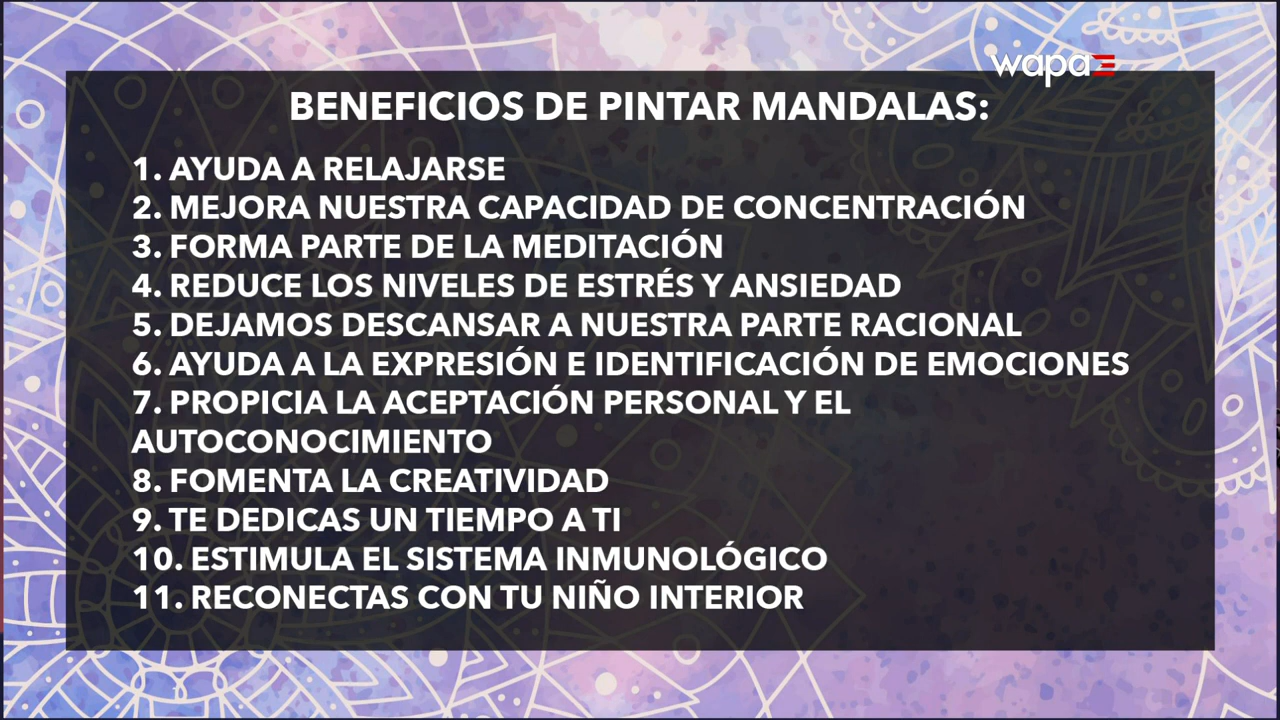 wapa
BENEFICIOS DE PINTAR MANDALAS:
1. AYUDA A RELAJARSE
2. MEJORA NUESTRA CAPACIDAD DE CONCENTRACIÓN
3. FORMA PARTE DE LA MEDITACIÓN
4. REDUCE LOS NIVELES DE ESTRÉS Y ANSIEDAD
5. DEJAMOS DESCANSAR A NUESTRA PARTE RACIONAL
6. AYUDA A LA EXPRESIÓN E IDENTIFICACIÓN DE EMOCIONES
7. PROPICIA LA ACEPTACIÓN PERSONAL Y EL
AUTOCONOCIMIENTO
8. FOMENTA LA CREATIVIDAD
9. TE DEDICAS UN TIEMPO A TI
10. ESTIMULA EL SISTEMA INMUNOLÓGICO
11. RECONECTAS CON TU NIÑO INTERIOR